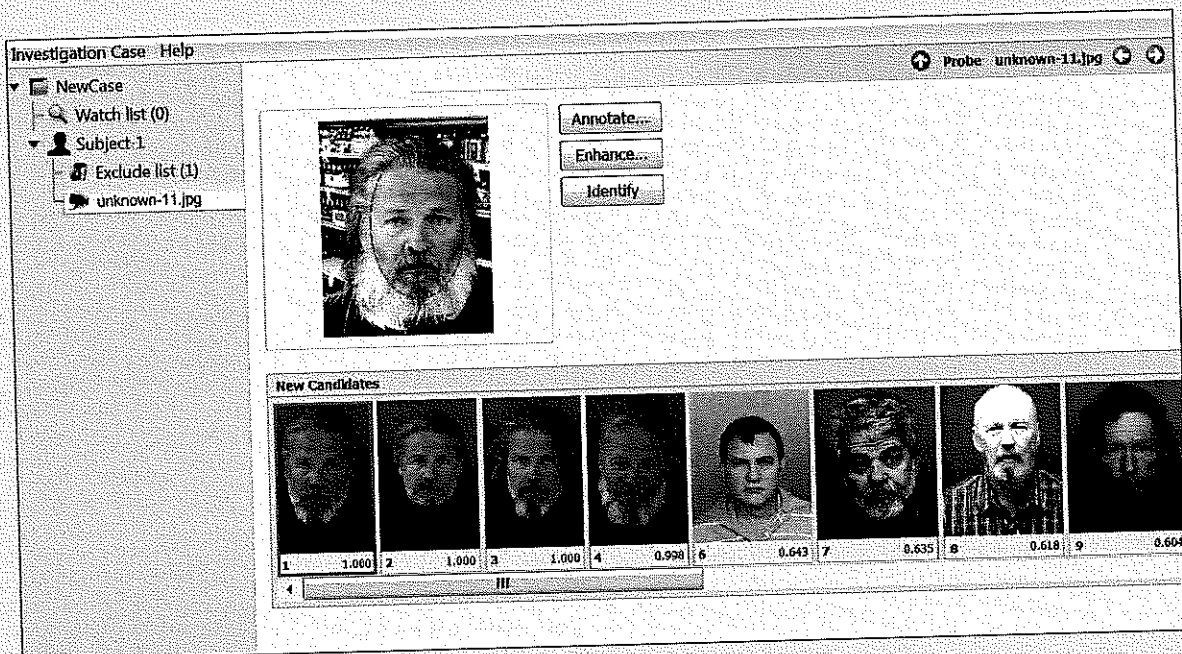 Investigation Case Help
Probe unknown-11.jpg
NewCase
Watch list (0)
Subject 1
Exclude list (1)
unknown-11.jpg
Annotate...
Enhance...
Identify
New Candidates
1 1.000 2 1.000 3 1.000 4 0.998 6 0.643 7 0.635 8 0.618 9 0.604